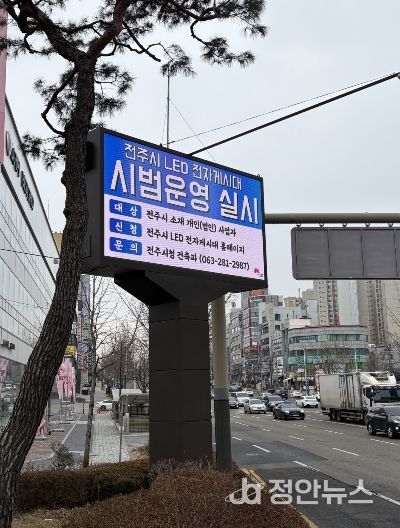 전주시 LED 전자게시대
시범운영 실시
대 상 전주시 소재 개인(법인) 사업자
신 청 전주시 LED 전자게시대 홈페이지
문 의 전주시청 건축과 (063-281-2987)
정안뉴스